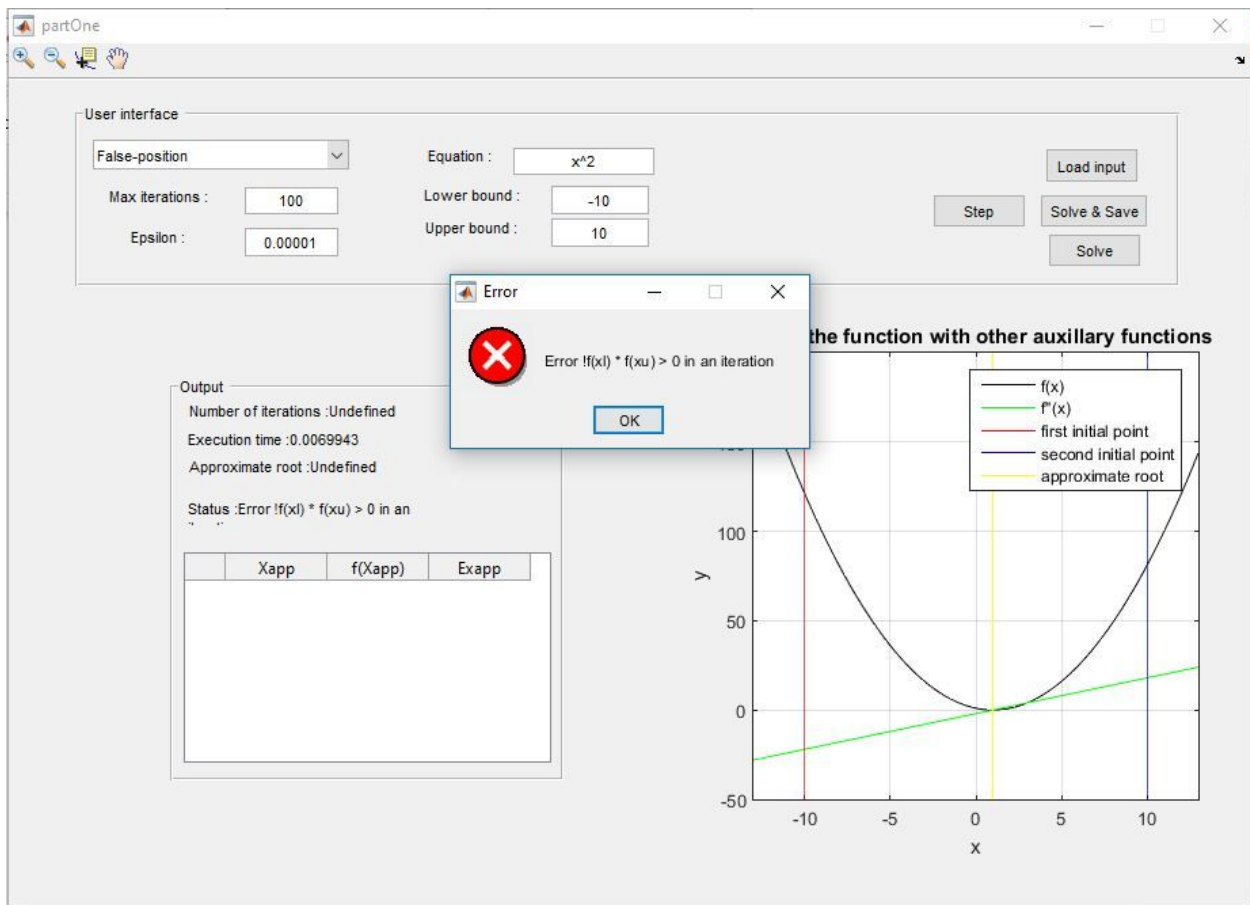 partOne
User interface
False-position
Equation :
x^2
Load input
Max iterations :
100
Lower bound :
-10
Step
Solve & Save
Epsilon :
0.00001
Upper bound :
10
Solve
Error
Error !f(xl) * f(xu) > 0 in an iteration
OK
the function with other auxillary functions
Output
Number of iterations :Undefined
Execution time :0.0069943
Approximate root :Undefined
Status :Error !f(xl) * f(xu) > 0 in an
Xapp f(Xapp) Exapp
f(x)
f'(x)
first initial point
second initial point
approximate root
100
50
0
-50
y
-10 -5 0 5 10
x